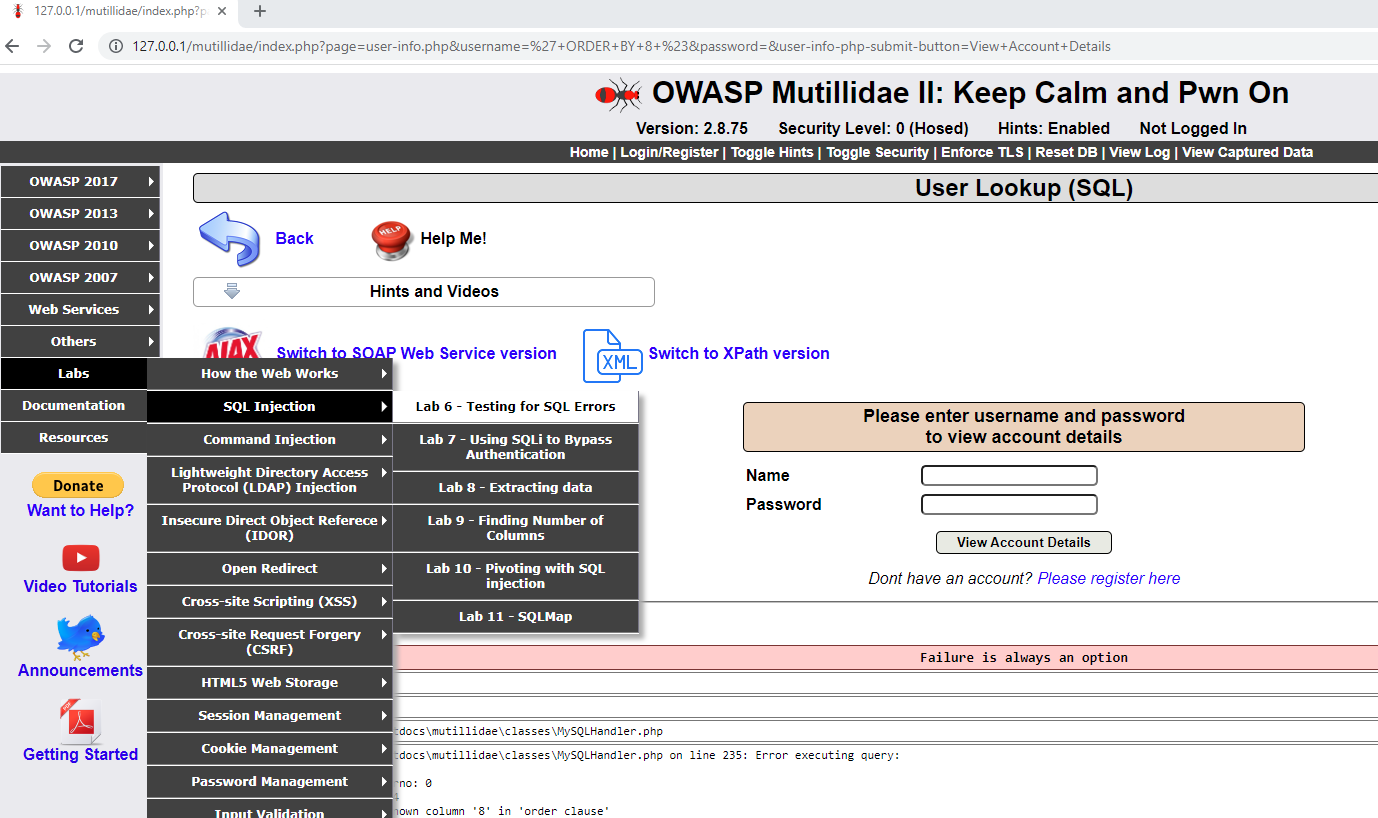 127.0.0.1/mutillidae/index.php?p
127.0.0.1/mutillidae/index.php?page=user-info.php&username=%27+ORDER+BY+8+%23&password=&user-info-php-submit-button=View+Account+Details
OWASP Mutillidae II: Keep Calm and Pwn On
Version: 2.8.75 Security Level: 0 (Hosed) Hints: Enabled Not Logged In
Home | Login/Register | Toggle Hints | Toggle Security | Enforce TLS | Reset DB | View Log | View Captured Data
OWASP 2017
OWASP 2013
OWASP 2010
OWASP 2007
Web Services
Others
Labs
Documentation
Resources
Donate
Want to Help?
Video Tutorials
Announcements
PDF
Getting Started
How the Web Works
SQL Injection
Command Injection
Lightweight Directory Access
Protocol (LDAP) Injection
Insecure Direct Object Referece
(IDOR)
Open Redirect
Cross-site Scripting (XSS)
Cross-site Request Forgery
(CSRF)
HTML5 Web Storage
Session Management
Cookie Management
Password Management
Input Validation
Lab 6 - Testing for SQL Errors
Lab 7 - Using SQLi to Bypass
Authentication
Lab 8 - Extracting data
Lab 9 - Finding Number of
Columns
Lab 10 - Pivoting with SQL
injection
Lab 11 - SQLMap
User Lookup (SQL)
Back
HELP
Help Me!
Hints and Videos
AJAX
Switch to SOAP Web Service version
XML
Switch to XPath version
Please enter username and password
to view account details
Name
Password
View Account Details
Dont have an account? Please register here
Failure is always an option
docs\mutillidae\classes\MySQLHandler.php
docs\mutillidae\classes\MySQLHandler.php on line 235: Error executing query:
rno: 0
own column '8' in 'order clause'